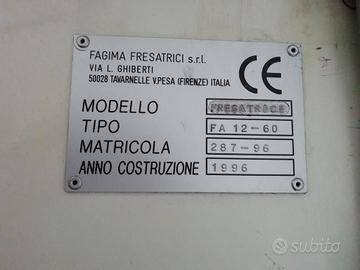 FAGIMA FRESATRICI s.r.l.
VIA L. GHIBERTI
50028 TAVARNELLE V.PESA (FIRENZE) ITALIA
CE
MODELLO FRESATRICE
TIPO FA 12-60
MATRICOLA 287-96
ANNO COSTRUZIONE 1996
subito